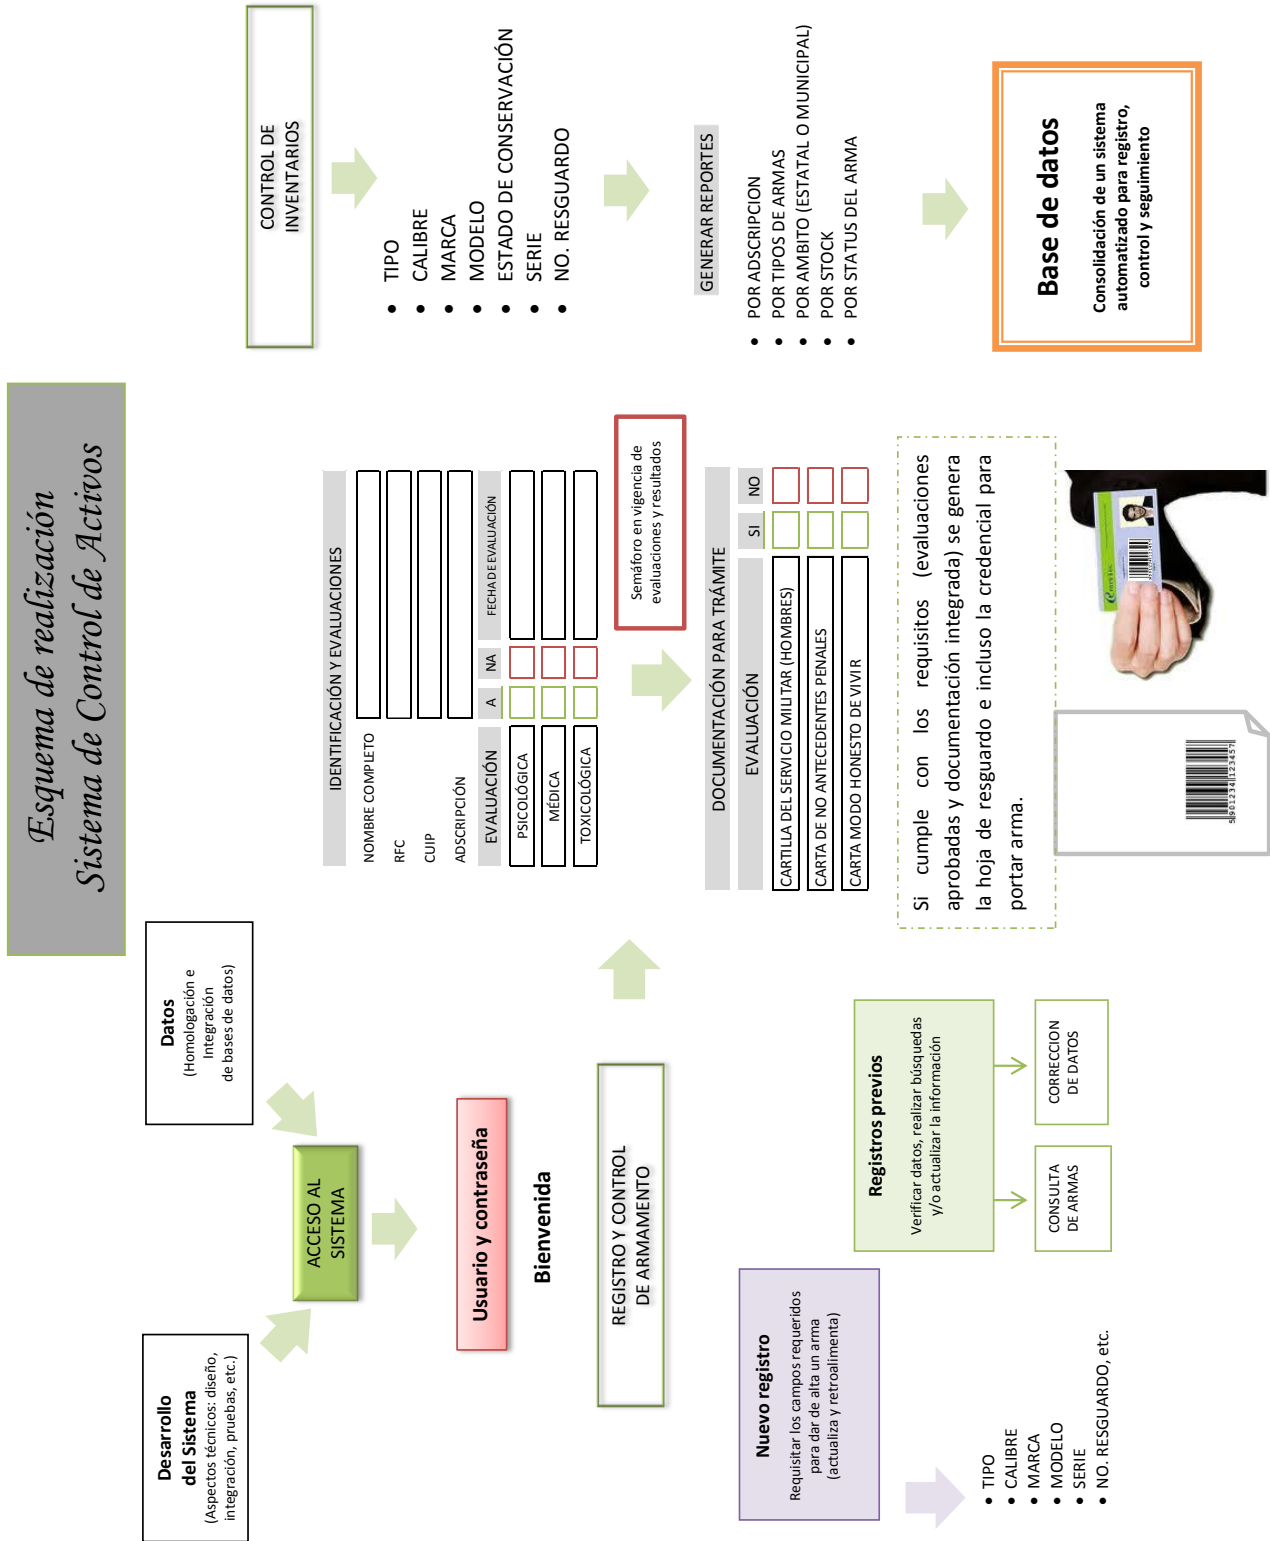 Esquema de realización
Sistema de Control de Activos
Desarrollo
del Sistema
(Aspectos técnicos: diseño,
integración, pruebas, etc.)
Datos
(Homologación e
Integración
de bases de datos)
ACCESO AL
SISTEMA
Usuario y contraseña
Bienvenida
REGISTRO Y CONTROL
DE ARMAMENTO
Nuevo registro
Requisitar los campos requeridos
para dar de alta un arma
(actualiza y retroalimenta)
• TIPO
• CALIBRE
• MARCA
• MODELO
• SERIE
• NO. RESGUARDO, etc.
Registros previos
Verificar datos, realizar búsquedas
y/o actualizar la información
CONSULTA
DE ARMAS
CORRECCION
DE DATOS
IDENTIFICACIÓN Y EVALUACIONES
NOMBRE COMPLETO
RFC
CUIP
ADSCRIPCIÓN
EVALUACIÓN A NA FECHA DE EVALUACIÓN
PSICOLÓGICA
MÉDICA
TOXICOLÓGICA
Semáforo en vigencia de
evaluaciones y resultados
DOCUMENTACIÓN PARA TRÁMITE
EVALUACIÓN SI NO
CARTILLA DEL SERVICIO MILITAR (HOMBRES)
CARTA DE NO ANTECEDENTES PENALES
CARTA MODO HONESTO DE VIVIR
Si cumple con los requisitos (evaluaciones
aprobadas y documentación integrada) se genera
la hoja de resguardo e incluso la credencial para
portar arma.
5 901234 123457
CONTROL DE
INVENTARIOS
• TIPO
• CALIBRE
• MARCA
• MODELO
• ESTADO DE CONSERVACIÓN
• SERIE
• NO. RESGUARDO
GENERAR REPORTES
• POR ADSCRIPCION
• POR TIPOS DE ARMAS
• POR AMBITO (ESTATAL O MUNICIPAL)
• POR STOCK
• POR STATUS DEL ARMA
Base de datos
Consolidación de un sistema
automatizado para registro,
control y seguimiento